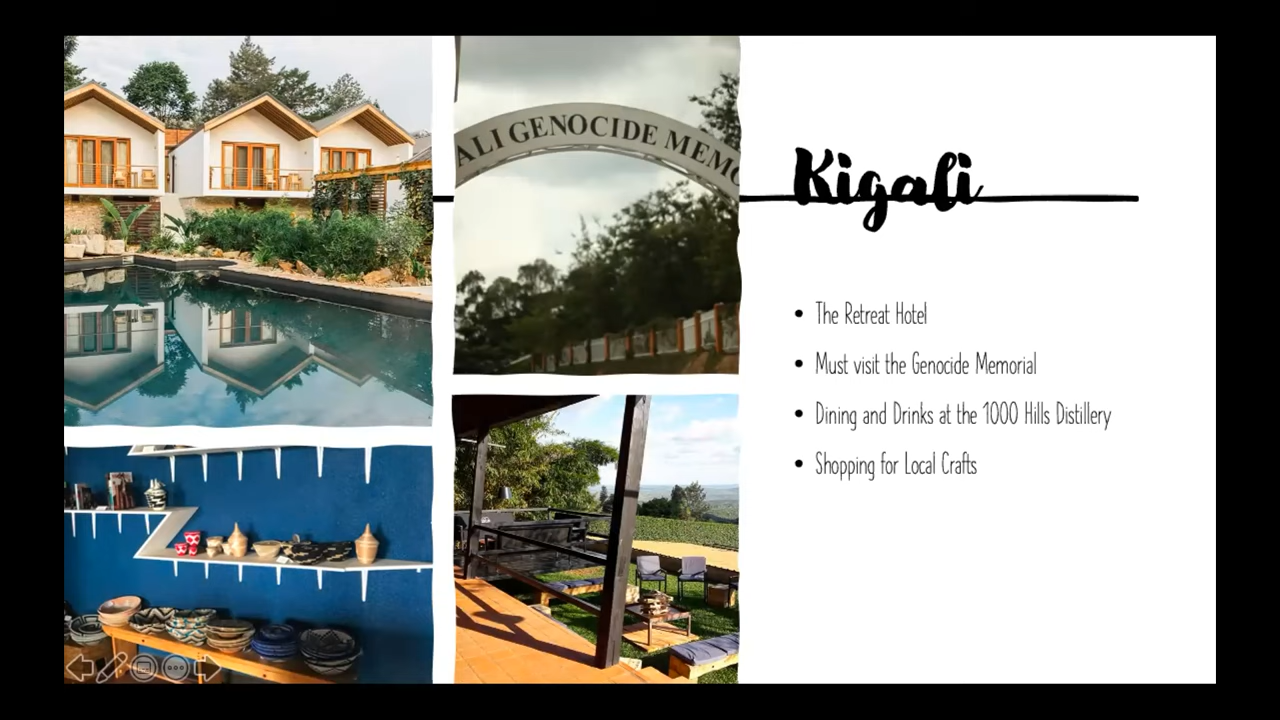 ALI GENOCIDE MEMO
Kigali
• The Retreat Hotel
• Must visit the Genocide Memorial
• Dining and Drinks at the 1000 Hills Distillery
• Shopping for Local Crafts